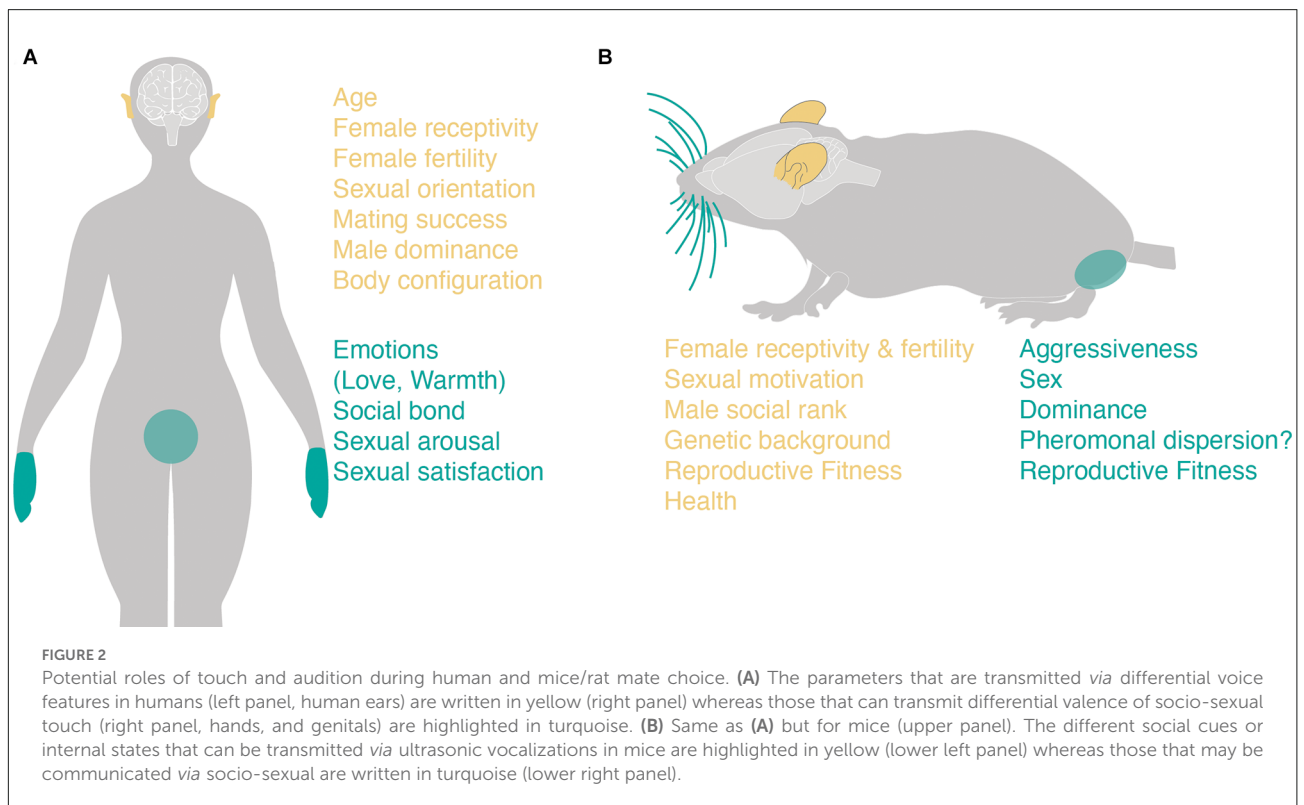 A
Age
Female receptivity
Female fertility
Sexual orientation
Mating success
Male dominance
Body configuration
Emotions
(Love, Warmth)
Social bond
Sexual arousal
Sexual satisfaction
B
Female receptivity & fertility
Sexual motivation
Male social rank
Genetic background
Reproductive Fitness
Health
Aggressiveness
Sex
Dominance
Pheromonal dispersion?
Reproductive Fitness
FIGURE 2
Potential roles of touch and audition during human and mice/rat mate choice. (A) The parameters that are transmitted via differential voice
features in humans (left panel, human ears) are written in yellow (right panel) whereas those that can transmit differential valence of socio-sexual
touch (right panel, hands, and genitals) are highlighted in turquoise. (B) Same as (A) but for mice (upper panel). The different social cues or
internal states that can be transmitted via ultrasonic vocalizations in mice are highlighted in yellow (lower left panel) whereas those that may be
communicated via socio-sexual are written in turquoise (lower right panel).